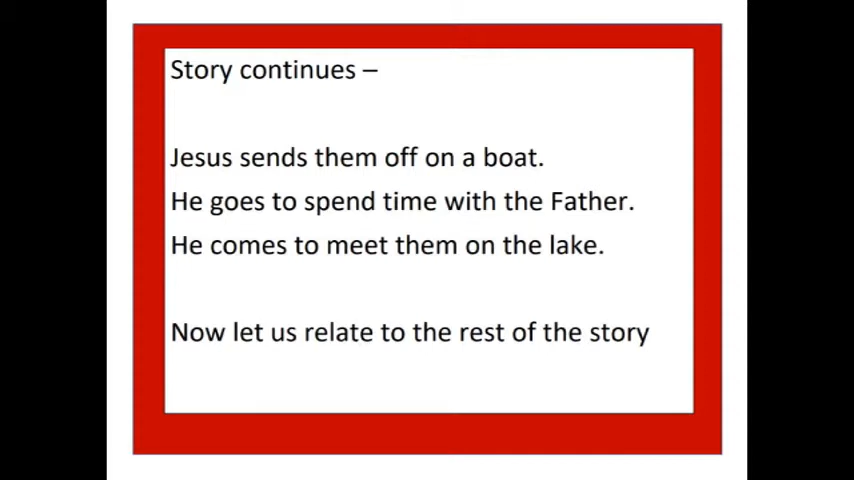 Story continues –
Jesus sends them off on a boat.
He goes to spend time with the Father.
He comes to meet them on the lake.
Now let us relate to the rest of the story